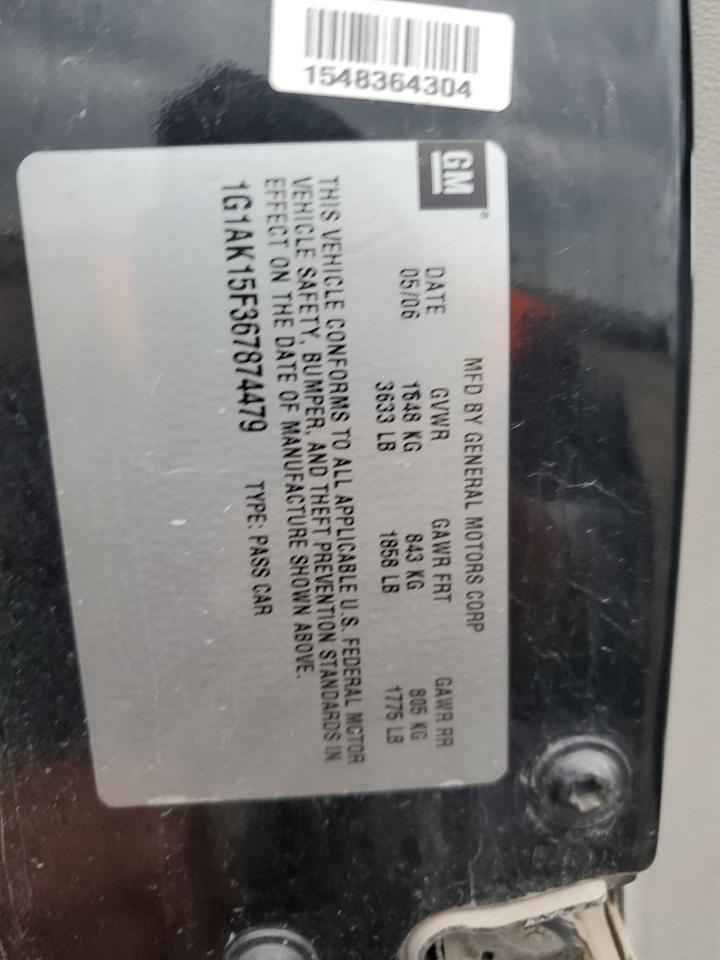 1548364304
GM®
MFD BY GENERAL MOTORS CORP
DATE GVWR GAWR FRT GAWR RR
05/06 1648 KG 843 KG 805 KG
3633 LB 1858 LB 1775 LB
THIS VEHICLE CONFORMS TO ALL APPLICABLE U.S. FEDERAL MOTOR
VEHICLE SAFETY, BUMPER, AND THEFT PREVENTION STANDARDS IN
EFFECT ON THE DATE OF MANUFACTURE SHOWN ABOVE.
1G1AK15F367874479 TYPE: PASS CAR